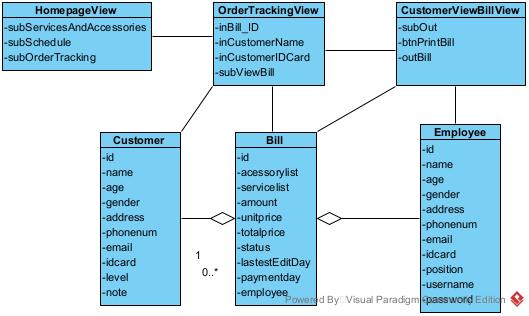 HomepageView
-subServicesAndAccessories
-subSchedule
-subOrderTracking
OrderTrackingView
-inBill_ID
-inCustomerName
-inCustomerIDCard
-subViewBill
CustomerViewBillView
-subOut
-btnPrintBill
-outBill
Customer
-id
-name
-age
-gender
-address
-phonenum
-email
-idcard
-level
-note
1
0..*
Bill
-id
-acessorylist
-servicelist
-amount
-unitprice
-totalprice
-status
-lastestEditDay
-paymentday
-employee
Employee
-id
-name
-age
-gender
-address
-phonenum
-email
-idcard
-position
-username
-password
Powered By Visual Paradigm Community Edition